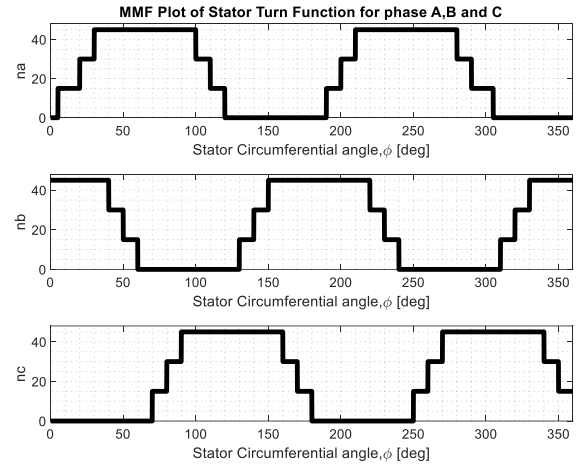 MMF Plot of Stator Turn Function for phase A,B and C
na
40
20
0
0 50 100 150 200 250 300 350
Stator Circumferential angle,ϕ [deg]
nb
40
20
0
0 50 100 150 200 250 300 350
Stator Circumferential angle,ϕ [deg]
nc
40
20
0
0 50 100 150 200 250 300 350
Stator Circumferential angle,ϕ [deg]